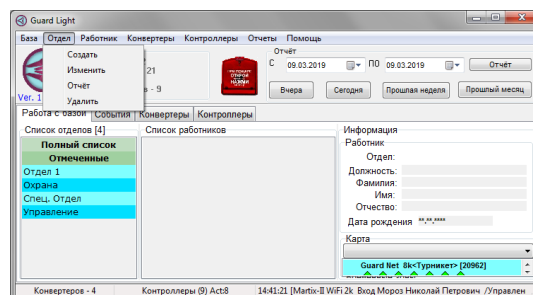 Guard Light
База Отдел Работник Конвертеры Контроллеры Отчеты Помощь
Создать
Изменить
Отчёт
Удалить
Ver. 1
21
- 9
ОТКРОЙ
НАЖМИ
Отчёт
С 09.03.2019 ПО 09.03.2019 Отчёт
Вчера Сегодня Прошлая неделя Прошлый месяц
Работа с базой События Конвертеры Контроллеры
Список отделов [4] Список работников
Полный список
Отмеченные
Отдел 1
Охрана
Спец. Отдел
Управление
Информация
Работник
Отдел:
Должность:
Фамилия:
Имя:
Отчество:
Дата рождения **.**.****
Карта
Guard Net 8k<Турникет> [20962]
Конвертеров - 4 Контроллеры (9) Act:8 14:41:21 [Martix-II WiFi 2k Вход Мороз Николай Петрович /Управлен